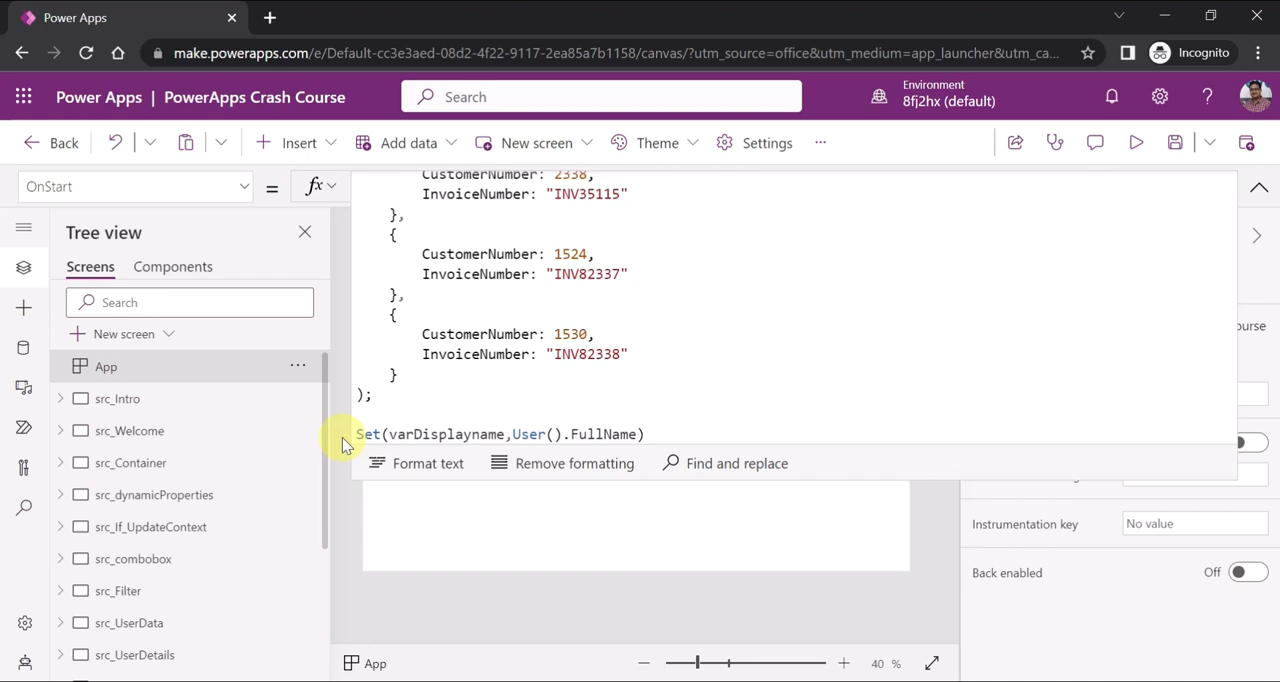 Power Apps
make.powerapps.com/e/Default-cc3e3aed-08d2-4f22-9117-2ea85a7b1158/canvas/?utm_source=office&utm_medium=app_launcher&utm_ca...
Incognito
Power Apps | PowerApps Crash Course
Search
Environment
8fj2hx (default)
Back
Insert
Add data
New screen
Theme
Settings
OnStart
=
fx
CustomerNumber: 2338,
InvoiceNumber: "INV35115"
},
{
CustomerNumber: 1524,
InvoiceNumber: "INV82337"
},
{
CustomerNumber: 1530,
InvoiceNumber: "INV82338"
}
);
Set(varDisplayname,User().FullName)
Format text
Remove formatting
Find and replace
Tree view
Screens
Components
Search
New screen
App
src_Intro
src_Welcome
src_Container
src_dynamicProperties
src_If_UpdateContext
src_combobox
src_Filter
src_UserData
src_UserDetails
ourse
Instrumentation key
No value
Back enabled
Off
App
40 %